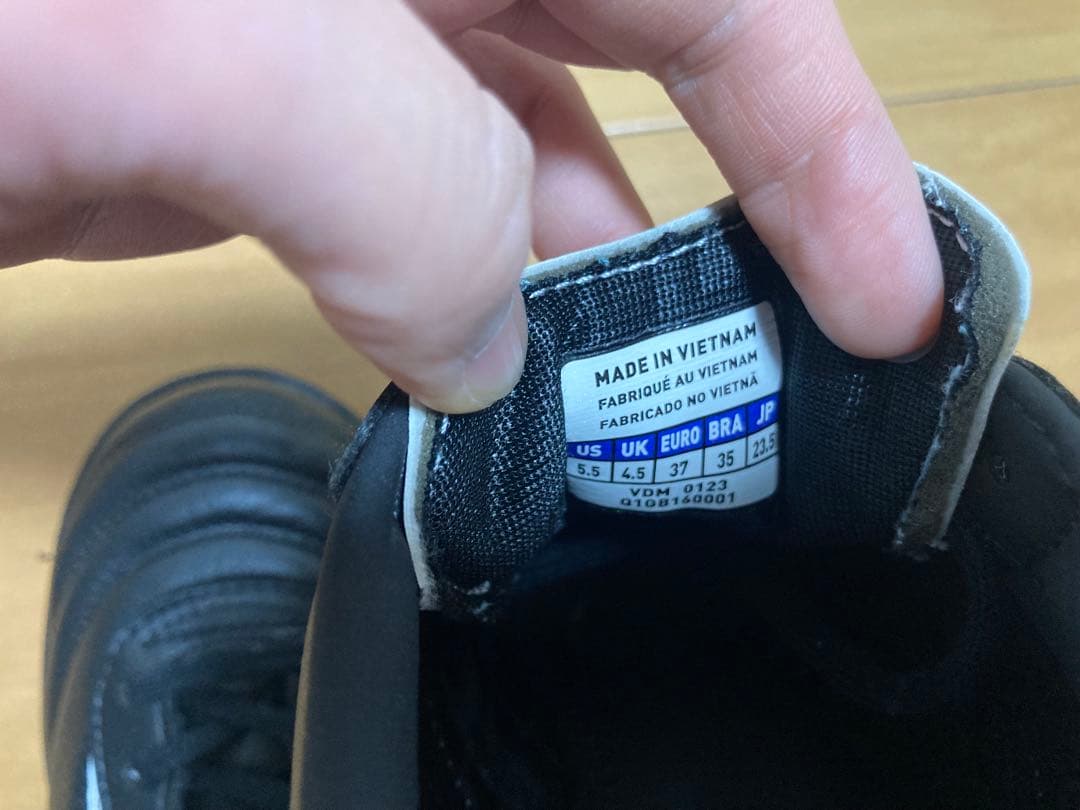 MADE IN VIETNAM
FABRIQUÉ AU VIETNAM
FABRICADO NO VIETNÃ
US UK EURO BRA JP
5.5 4.5 37 35 23.5
VDM 0123
Q1GB160001